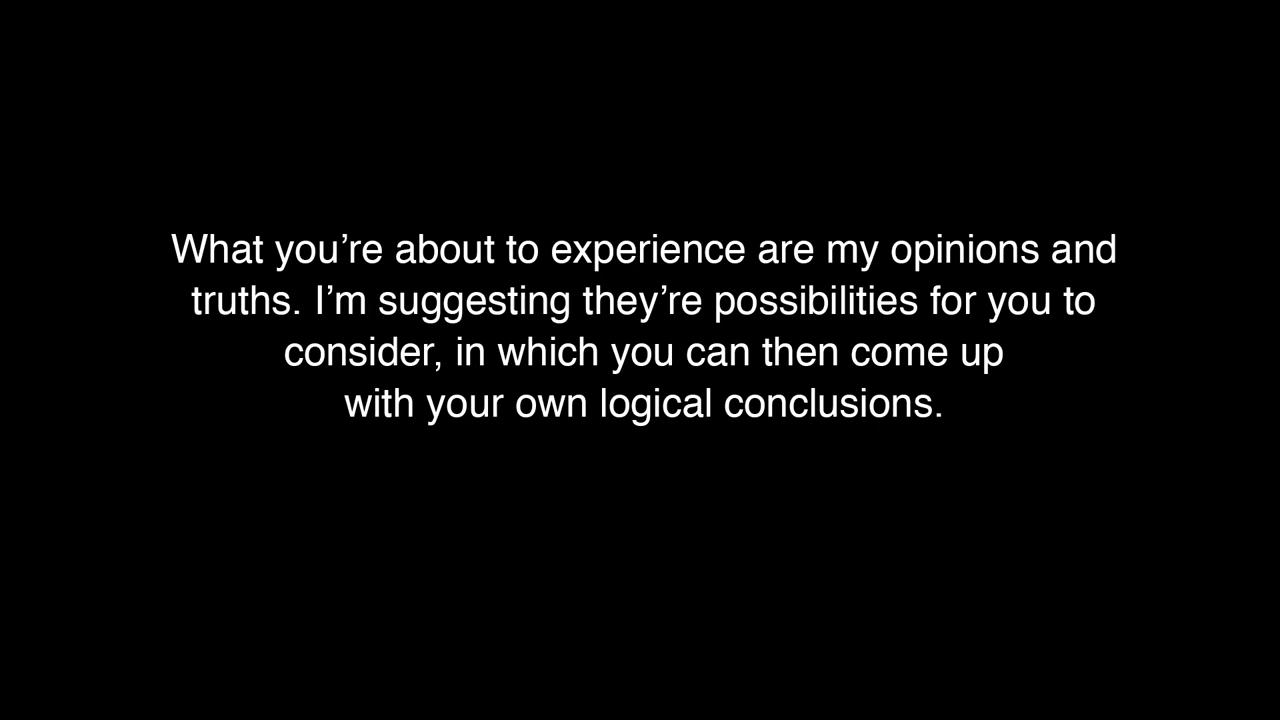 What you’re about to experience are my opinions and
truths. I’m suggesting they’re possibilities for you to
consider, in which you can then come up
with your own logical conclusions.